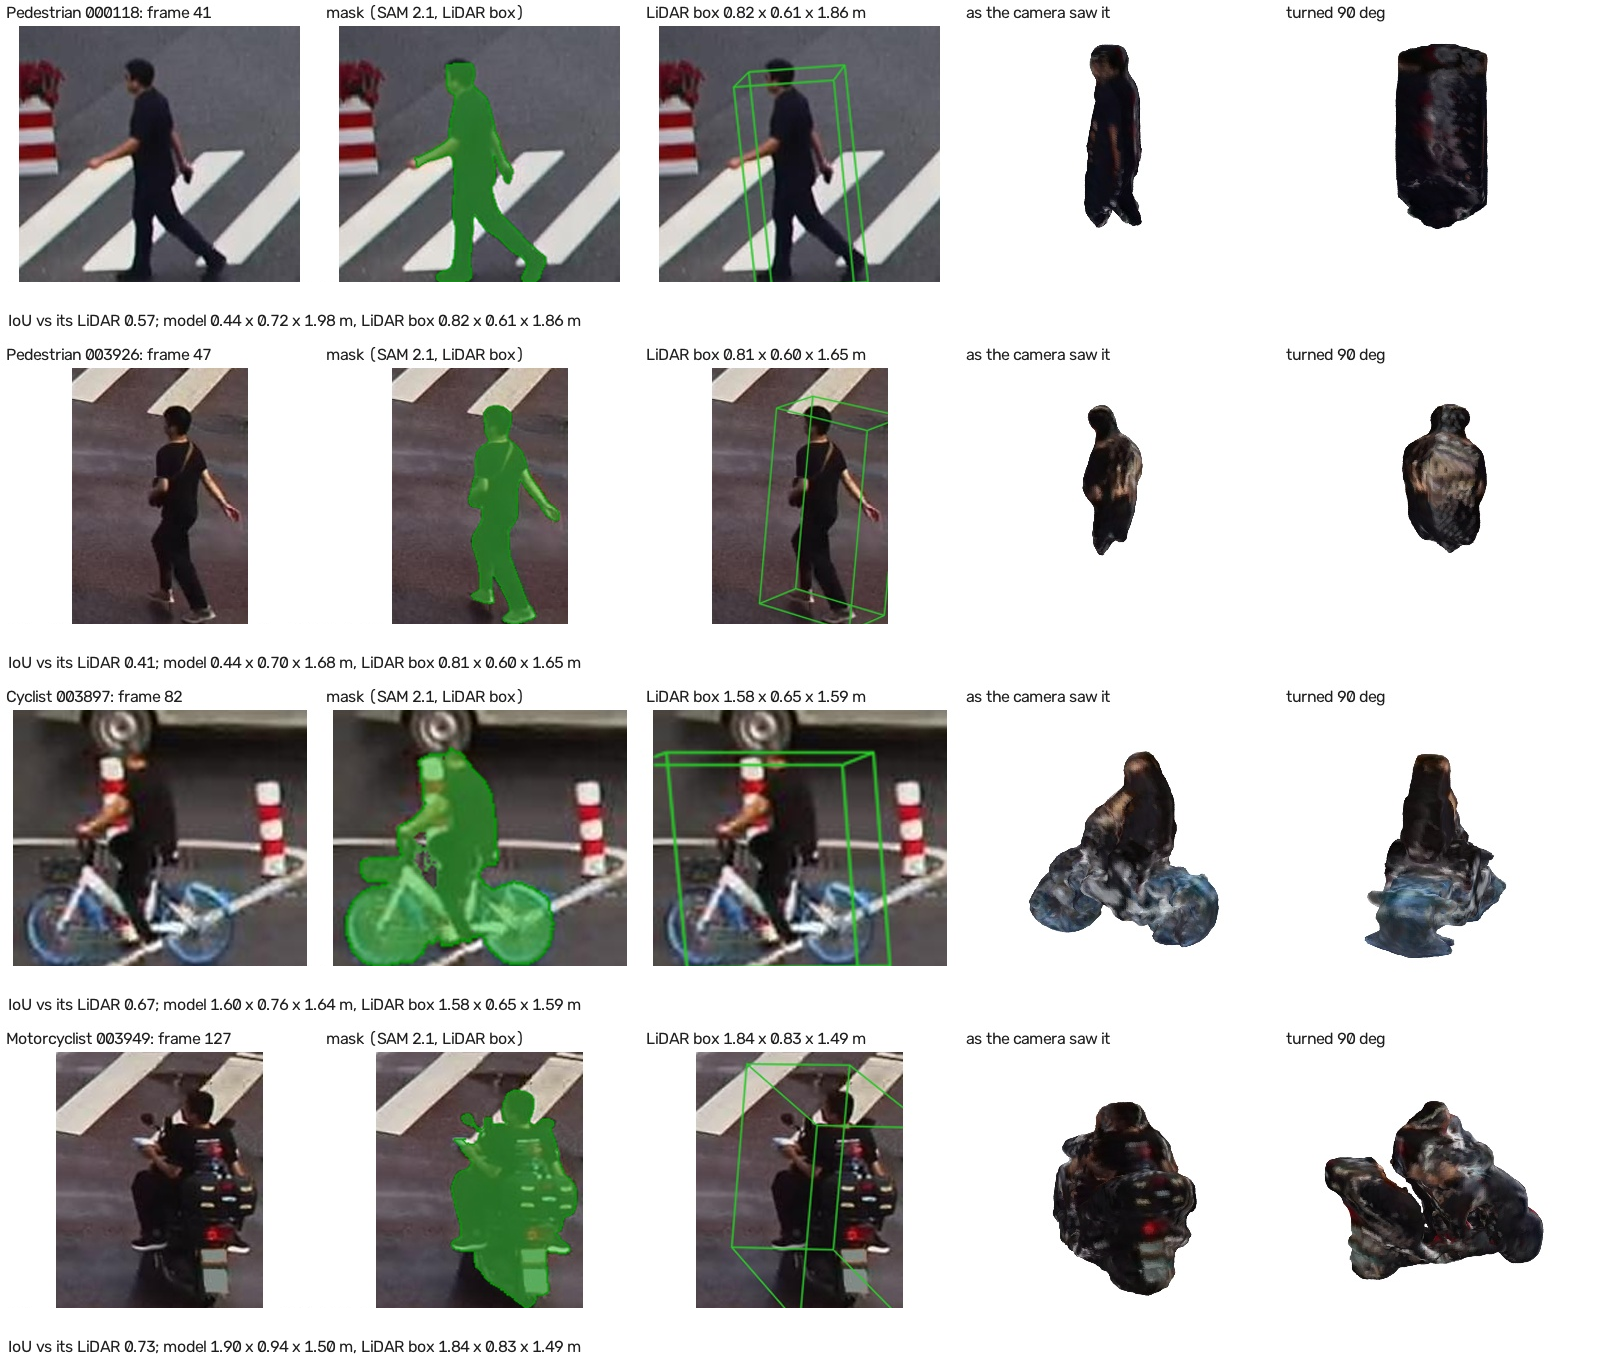 Pedestrian 000118: frame 41
mask (SAM 2.1, LiDAR box)
LiDAR box 0.82 x 0.61 x 1.86 m
as the camera saw it
turned 90 deg
IoU vs its LiDAR 0.57; model 0.44 x 0.72 x 1.98 m, LiDAR box 0.82 x 0.61 x 1.86 m
Pedestrian 003926: frame 47
mask (SAM 2.1, LiDAR box)
LiDAR box 0.81 x 0.60 x 1.65 m
as the camera saw it
turned 90 deg
IoU vs its LiDAR 0.41; model 0.44 x 0.70 x 1.68 m, LiDAR box 0.81 x 0.60 x 1.65 m
Cyclist 003897: frame 82
mask (SAM 2.1, LiDAR box)
LiDAR box 1.58 x 0.65 x 1.59 m
as the camera saw it
turned 90 deg
IoU vs its LiDAR 0.67; model 1.60 x 0.76 x 1.64 m, LiDAR box 1.58 x 0.65 x 1.59 m
Motorcyclist 003949: frame 127
mask (SAM 2.1, LiDAR box)
LiDAR box 1.84 x 0.83 x 1.49 m
as the camera saw it
turned 90 deg
IoU vs its LiDAR 0.73; model 1.90 x 0.94 x 1.50 m, LiDAR box 1.84 x 0.83 x 1.49 m